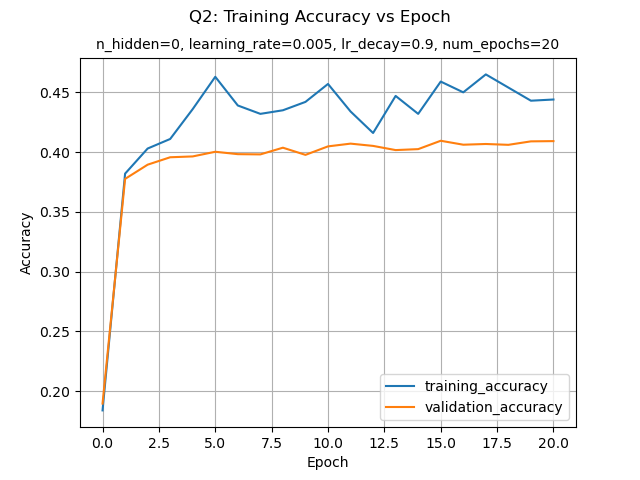 Q2: Training Accuracy vs Epoch
n_hidden=0, learning_rate=0.005, lr_decay=0.9, num_epochs=20
0.45
0.40
0.35
0.30
0.25
0.20
Accuracy
training_accuracy
validation_accuracy
0.0 2.5 5.0 7.5 10.0 12.5 15.0 17.5 20.0
Epoch